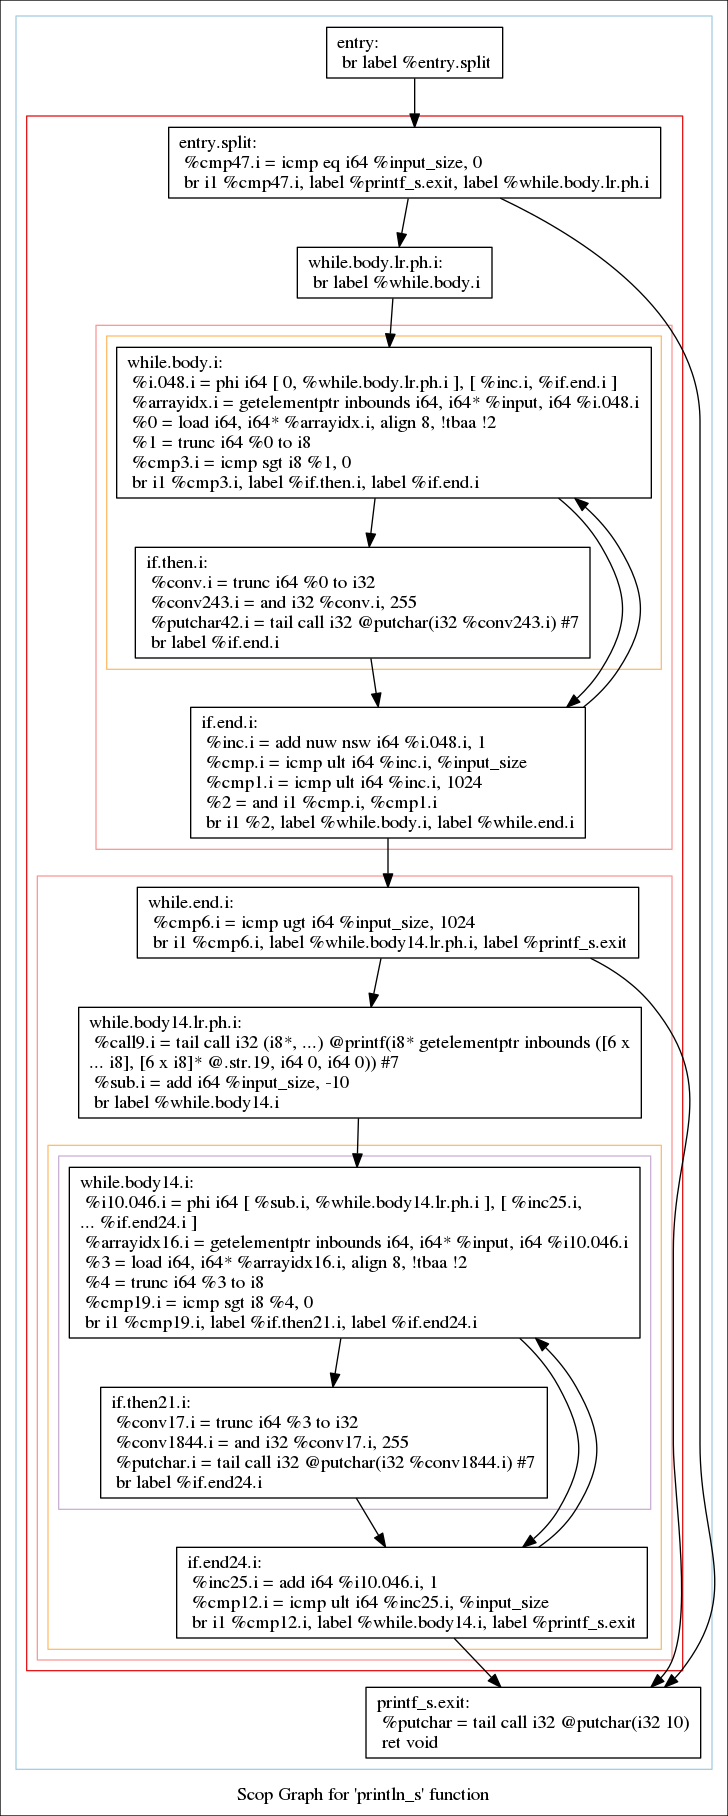 entry:
br label %entry.split
entry.split:
%cmp47.i = icmp eq i64 %input_size, 0
br i1 %cmp47.i, label %printf_s.exit, label %while.body.lr.ph.i
while.body.lr.ph.i:
br label %while.body.i
while.body.i:
%i.048.i = phi i64 [ 0, %while.body.lr.ph.i ], [ %inc.i, %if.end.i ]
%arrayidx.i = getelementptr inbounds i64, i64* %input, i64 %i.048.i
%0 = load i64, i64* %arrayidx.i, align 8, !tbaa !2
%1 = trunc i64 %0 to i8
%cmp3.i = icmp sgt i8 %1, 0
br i1 %cmp3.i, label %if.then.i, label %if.end.i
if.then.i:
%conv.i = trunc i64 %0 to i32
%conv243.i = and i32 %conv.i, 255
%putchar42.i = tail call i32 @putchar(i32 %conv243.i) #7
br label %if.end.i
if.end.i:
%inc.i = add nuw nsw i64 %i.048.i, 1
%cmp.i = icmp ult i64 %inc.i, %input_size
%cmp1.i = icmp ult i64 %inc.i, 1024
%2 = and i1 %cmp.i, %cmp1.i
br i1 %2, label %while.body.i, label %while.end.i
while.end.i:
%cmp6.i = icmp ugt i64 %input_size, 1024
br i1 %cmp6.i, label %while.body14.lr.ph.i, label %printf_s.exit
while.body14.lr.ph.i:
%call9.i = tail call i32 (i8*, ...) @printf(i8* getelementptr inbounds ([6 x
... i8], [6 x i8]* @.str.19, i64 0, i64 0)) #7
%sub.i = add i64 %input_size, -10
br label %while.body14.i
while.body14.i:
%i10.046.i = phi i64 [ %sub.i, %while.body14.lr.ph.i ], [ %inc25.i,
... %if.end24.i ]
%arrayidx16.i = getelementptr inbounds i64, i64* %input, i64 %i10.046.i
%3 = load i64, i64* %arrayidx16.i, align 8, !tbaa !2
%4 = trunc i64 %3 to i8
%cmp19.i = icmp sgt i8 %4, 0
br i1 %cmp19.i, label %if.then21.i, label %if.end24.i
if.then21.i:
%conv17.i = trunc i64 %3 to i32
%conv1844.i = and i32 %conv17.i, 255
%putchar.i = tail call i32 @putchar(i32 %conv1844.i) #7
br label %if.end24.i
if.end24.i:
%inc25.i = add i64 %i10.046.i, 1
%cmp12.i = icmp ult i64 %inc25.i, %input_size
br i1 %cmp12.i, label %while.body14.i, label %printf_s.exit
printf_s.exit:
%putchar = tail call i32 @putchar(i32 10)
ret void
Scop Graph for 'println_s' function